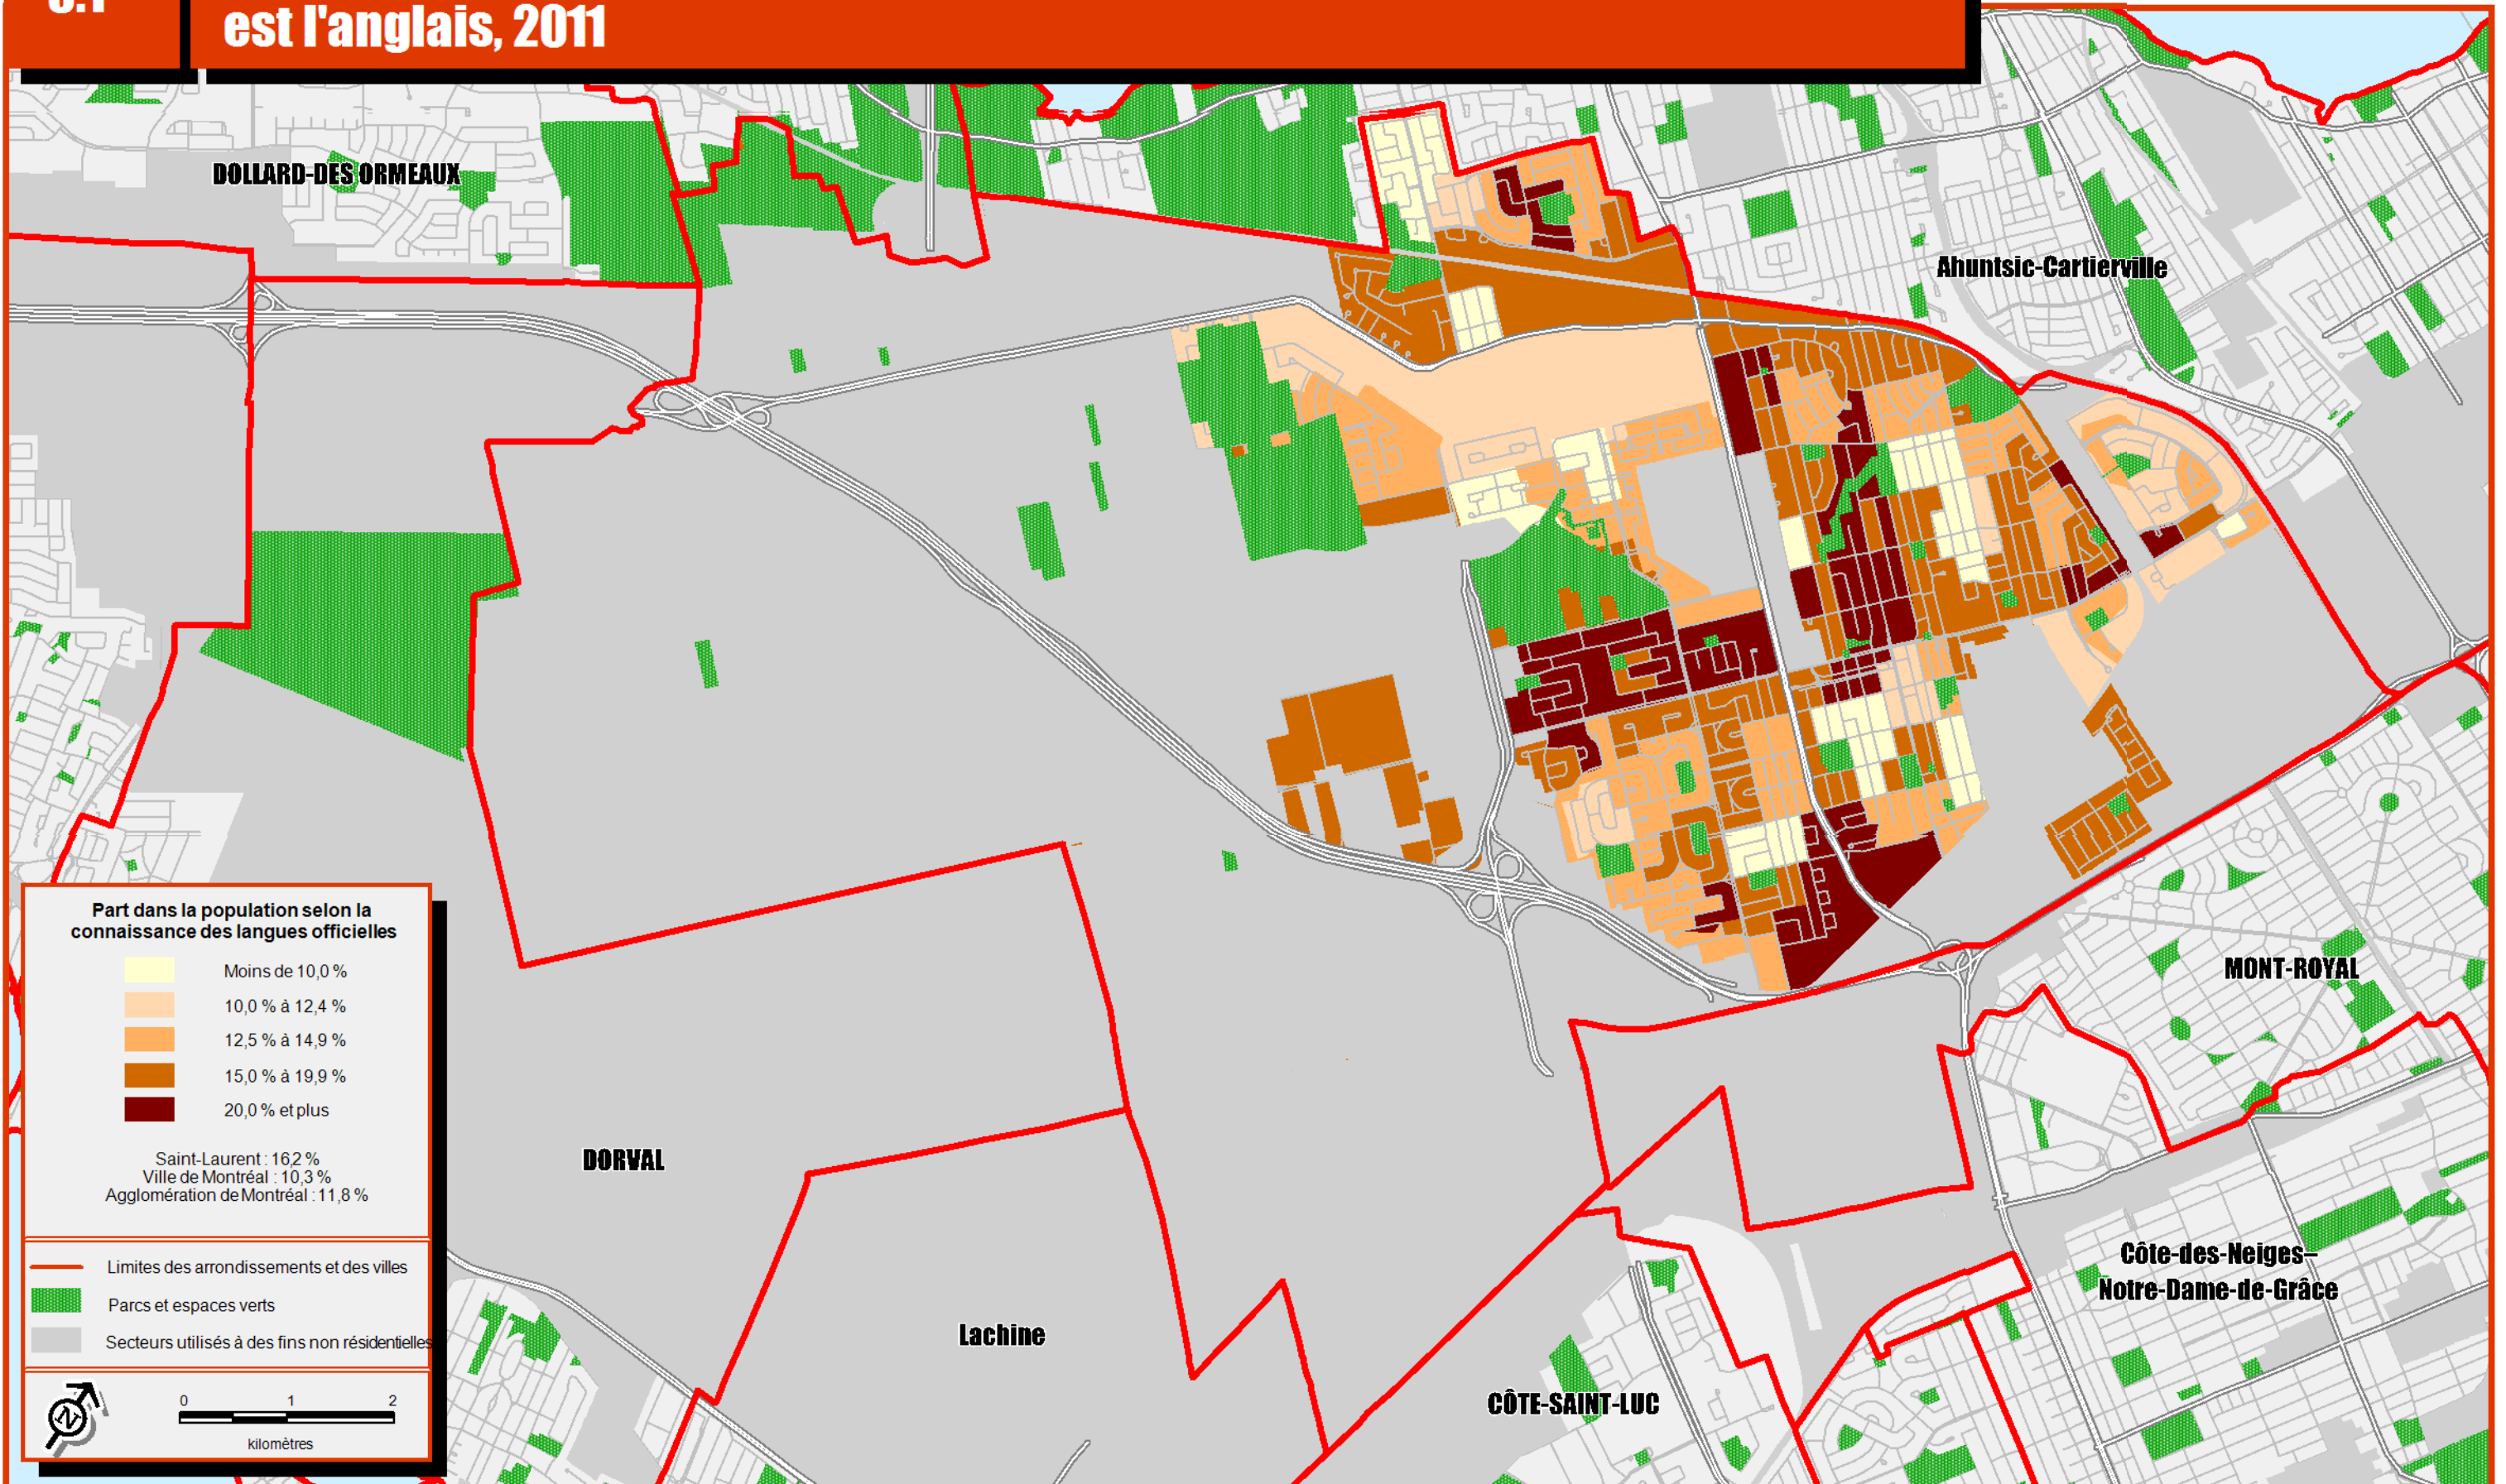 est l'anglais, 2011
DOLLARD-DES ORMEAUX
Ahuntsic-Cartierville
MONT-ROYAL
DORVAL
Lachine
CÔTE-SAINT-LUC
Côte-des-Neiges–
Notre-Dame-de-Grâce
Part dans la population selon la
connaissance des langues officielles
Moins de 10,0 %
10,0 % à 12,4 %
12,5 % à 14,9 %
15,0 % à 19,9 %
20,0 % et plus
Saint-Laurent : 16,2 %
Ville de Montréal : 10,3 %
Agglomération de Montréal : 11,8 %
Limites des arrondissements et des villes
Parcs et espaces verts
Secteurs utilisés à des fins non résidentielles
N
0 1 2
kilomètres